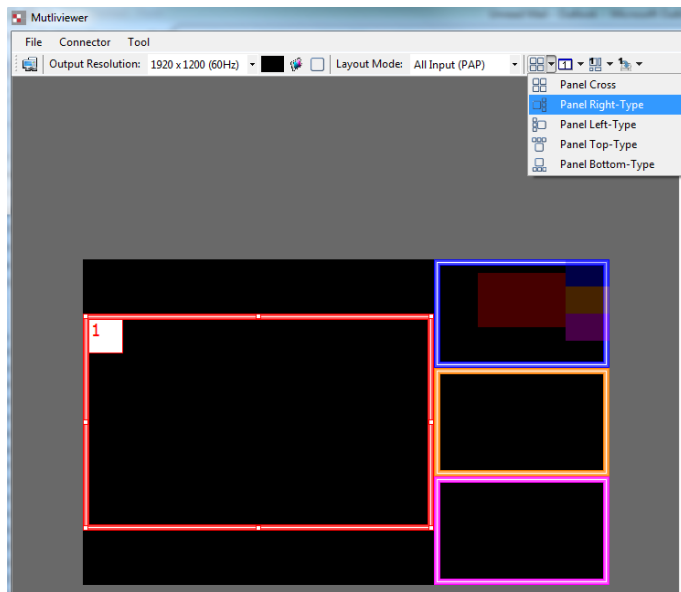 Mutliviewer
File Connector Tool
Output Resolution: 1920 x 1200 (60Hz) Layout Mode: All Input (PAP) 1
Panel Cross
Panel Right-Type
Panel Left-Type
Panel Top-Type
Panel Bottom-Type
1